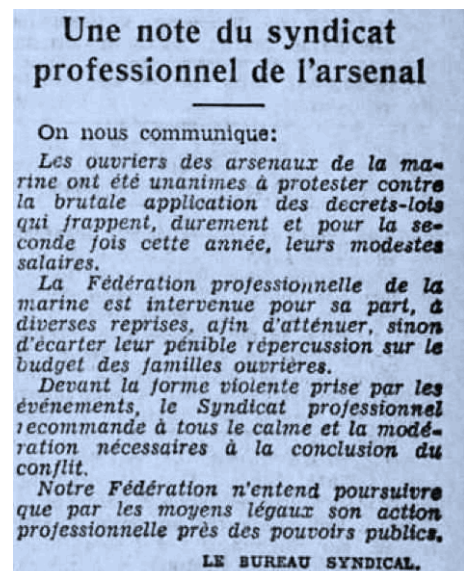 Une note du syndicat
professionnel de l'arsenal
On nous communique:
Les ouvriers des arsenaux de la ma-
rine ont été unanimes à protester contre
la brutale application des decrets-lois
qui frappent, durement et pour la se-
conde fois cette année, leurs modestes
salaires.
La Fédération professionnelle de la
marine est intervenue pour sa part, à
diverses reprises, afin d'atténuer, sinon
d'écarter leur pénible répercussion sur le
budget des familles ouvrières.
Devant la forme violente prise par les
événements, le Syndicat professionnel
recommande à tous le calme et la modé-
ration nécessaires à la conclusion du
conflit.
Notre Fédération n'entend poursuivre
que par les moyens légaux son action
professionnelle près des pouvoirs publics.
LE BUREAU SYNDICAL.